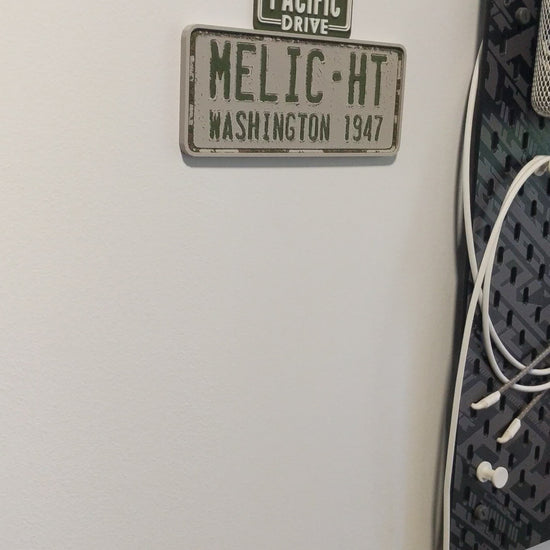 PACIFIC
DRIVE
MELIC·HT
WASHINGTON 1947